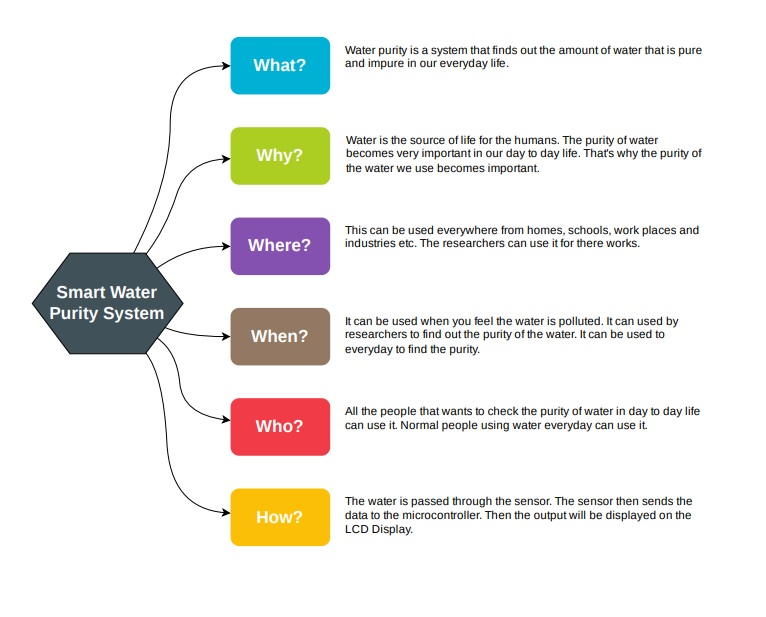 What?
Water purity is a system that finds out the amount of water that is pure
and impure in our everyday life.
Why?
Water is the source of life for the humans. The purity of water
becomes very important in our day to day life. That's why the purity of
the water we use becomes important.
Where?
This can be used everywhere from homes, schools, work places and
industries etc. The researchers can use it for there works.
Smart Water
Purity System
When?
It can be used when you feel the water is polluted. It can used by
researchers to find out the purity of the water. It can be used to
everyday to find the purity.
Who?
All the people that wants to check the purity of water in day to day life
can use it. Normal people using water everyday can use it.
How?
The water is passed through the sensor. The sensor then sends the
data to the microcontroller. Then the output will be displayed on the
LCD Display.